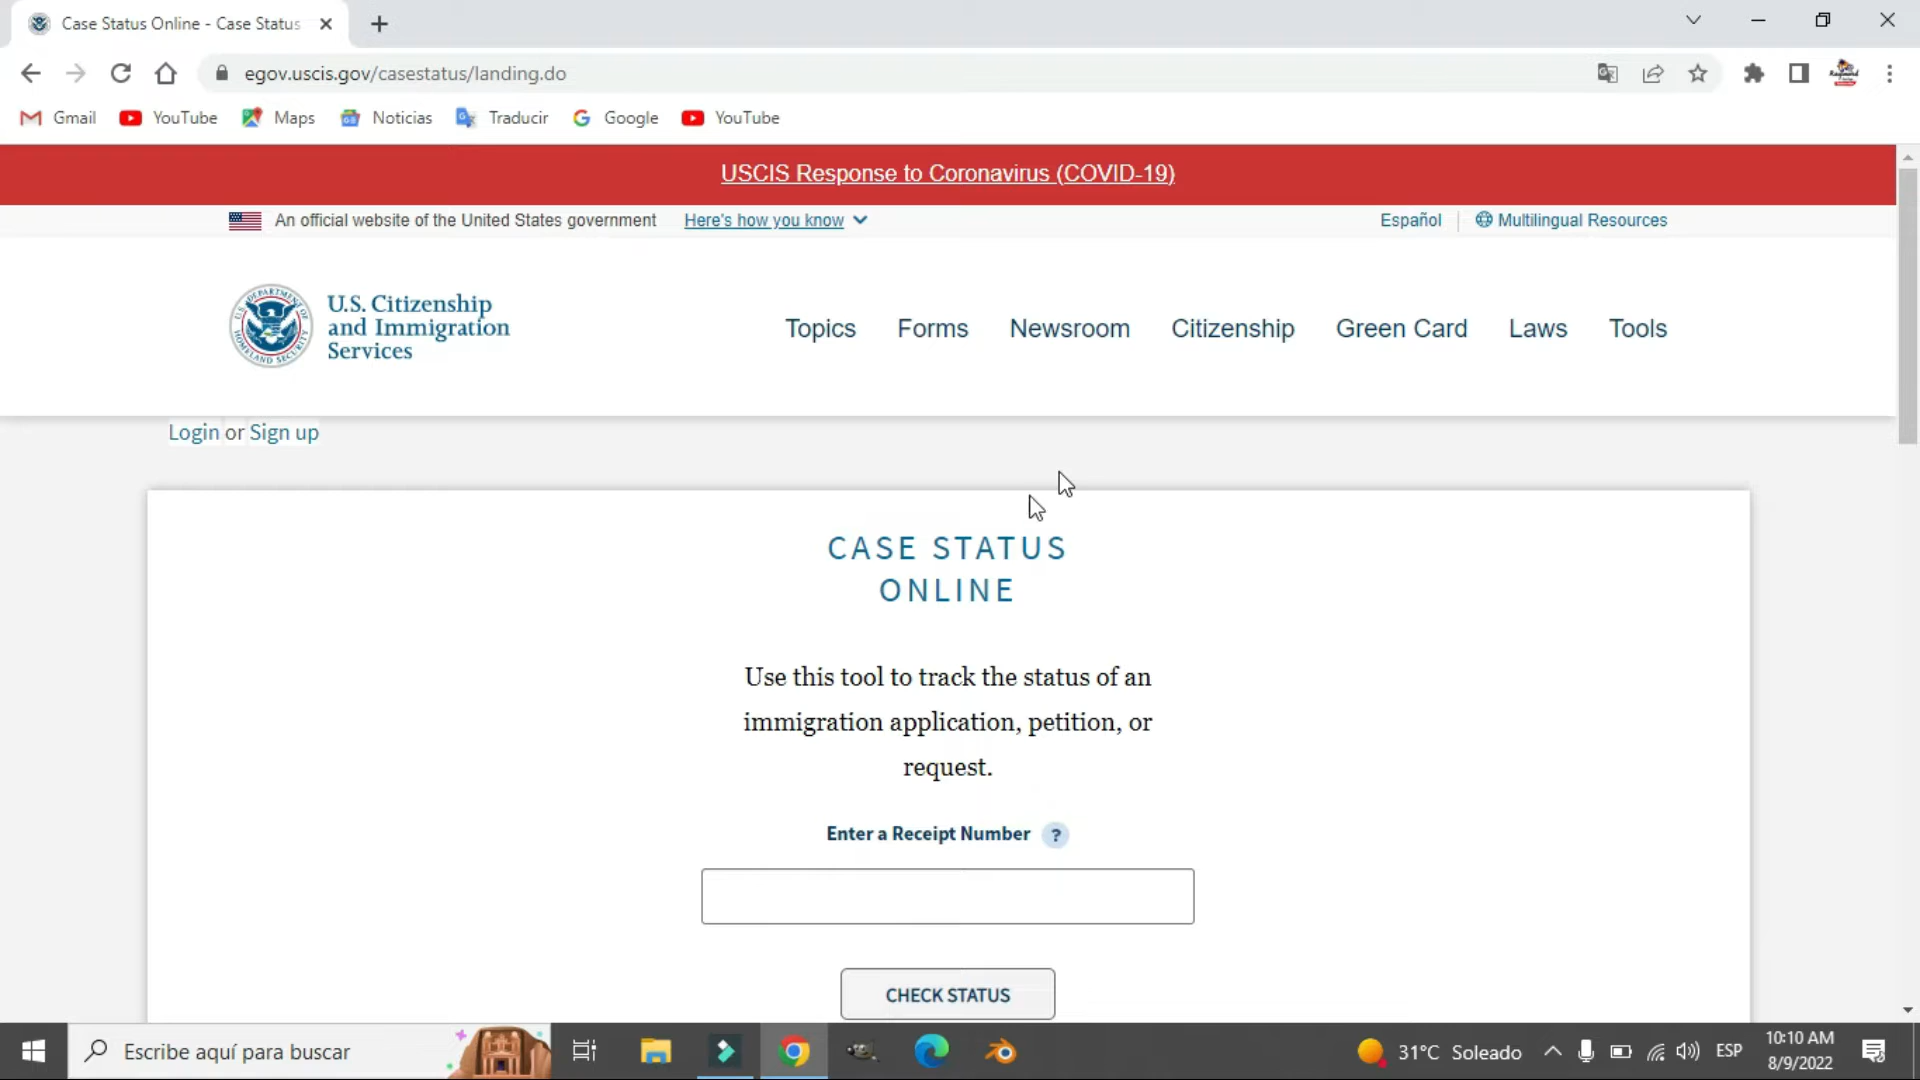 Case Status Online - Case Status
egov.uscis.gov/casestatus/landing.do
Gmail YouTube Maps Noticias Traducir Google YouTube
USCIS Response to Coronavirus (COVID-19)
An official website of the United States government Here's how you know Español Multilingual Resources
U.S. Citizenship
and Immigration
Services
Topics Forms Newsroom Citizenship Green Card Laws Tools
Login or Sign up
CASE STATUS
ONLINE
Use this tool to track the status of an
immigration application, petition, or
request.
Enter a Receipt Number ?
CHECK STATUS
Escribe aquí para buscar
31°C Soleado ESP 10:10 AM
8/9/2022